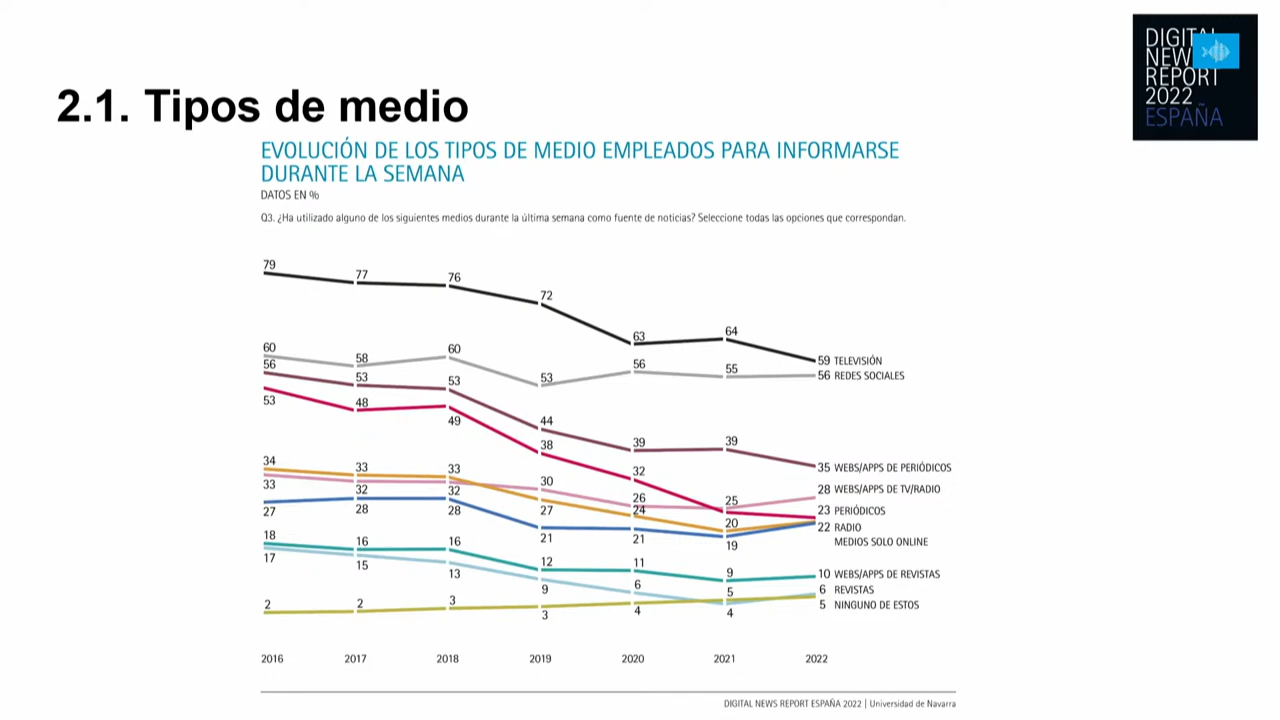 DIGITAL
NEWS
REPORT
2022
ESPAÑA
2.1. Tipos de medio
EVOLUCIÓN DE LOS TIPOS DE MEDIO EMPLEADOS PARA INFORMARSE
DURANTE LA SEMANA
DATOS EN %
Q3. ¿Ha utilizado alguno de los siguientes medios durante la última semana como fuente de noticias? Seleccione todas las opciones que correspondan.
79 77 76 72 63 64 59 TELEVISIÓN
60 58 60 53 56 55 56 REDES SOCIALES
56 53 53 44 39 39 35 WEBS/APPS DE PERIÓDICOS
34 33 33 27 24 20 22 RADIO
33 32 32 30 26 25 28 WEBS/APPS DE TV/RADIO
53 48 49 38 32 23 PERIÓDICOS
27 28 28 21 21 19 MEDIOS SOLO ONLINE
18 16 16 12 11 9 10 WEBS/APPS DE REVISTAS
17 15 13 9 6 4 6 REVISTAS
2 2 3 3 4 5 5 NINGUNO DE ESTOS
2016 2017 2018 2019 2020 2021 2022
DIGITAL NEWS REPORT ESPAÑA 2022 | Universidad de Navarra